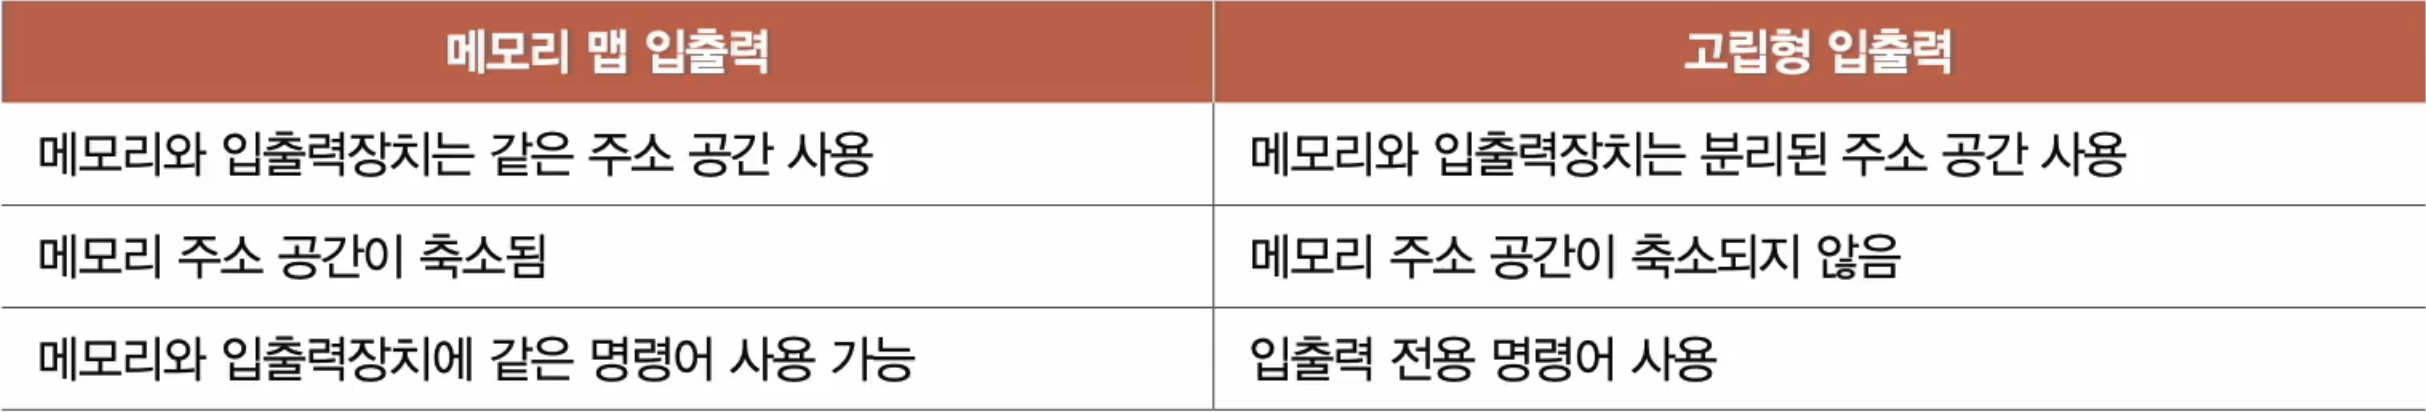 메모리 맵 입출력
고립형 입출력
메모리와 입출력장치는 같은 주소 공간 사용
메모리와 입출력장치는 분리된 주소 공간 사용
메모리 주소 공간이 축소됨
메모리 주소 공간이 축소되지 않음
메모리와 입출력장치에 같은 명령어 사용 가능
입출력 전용 명령어 사용